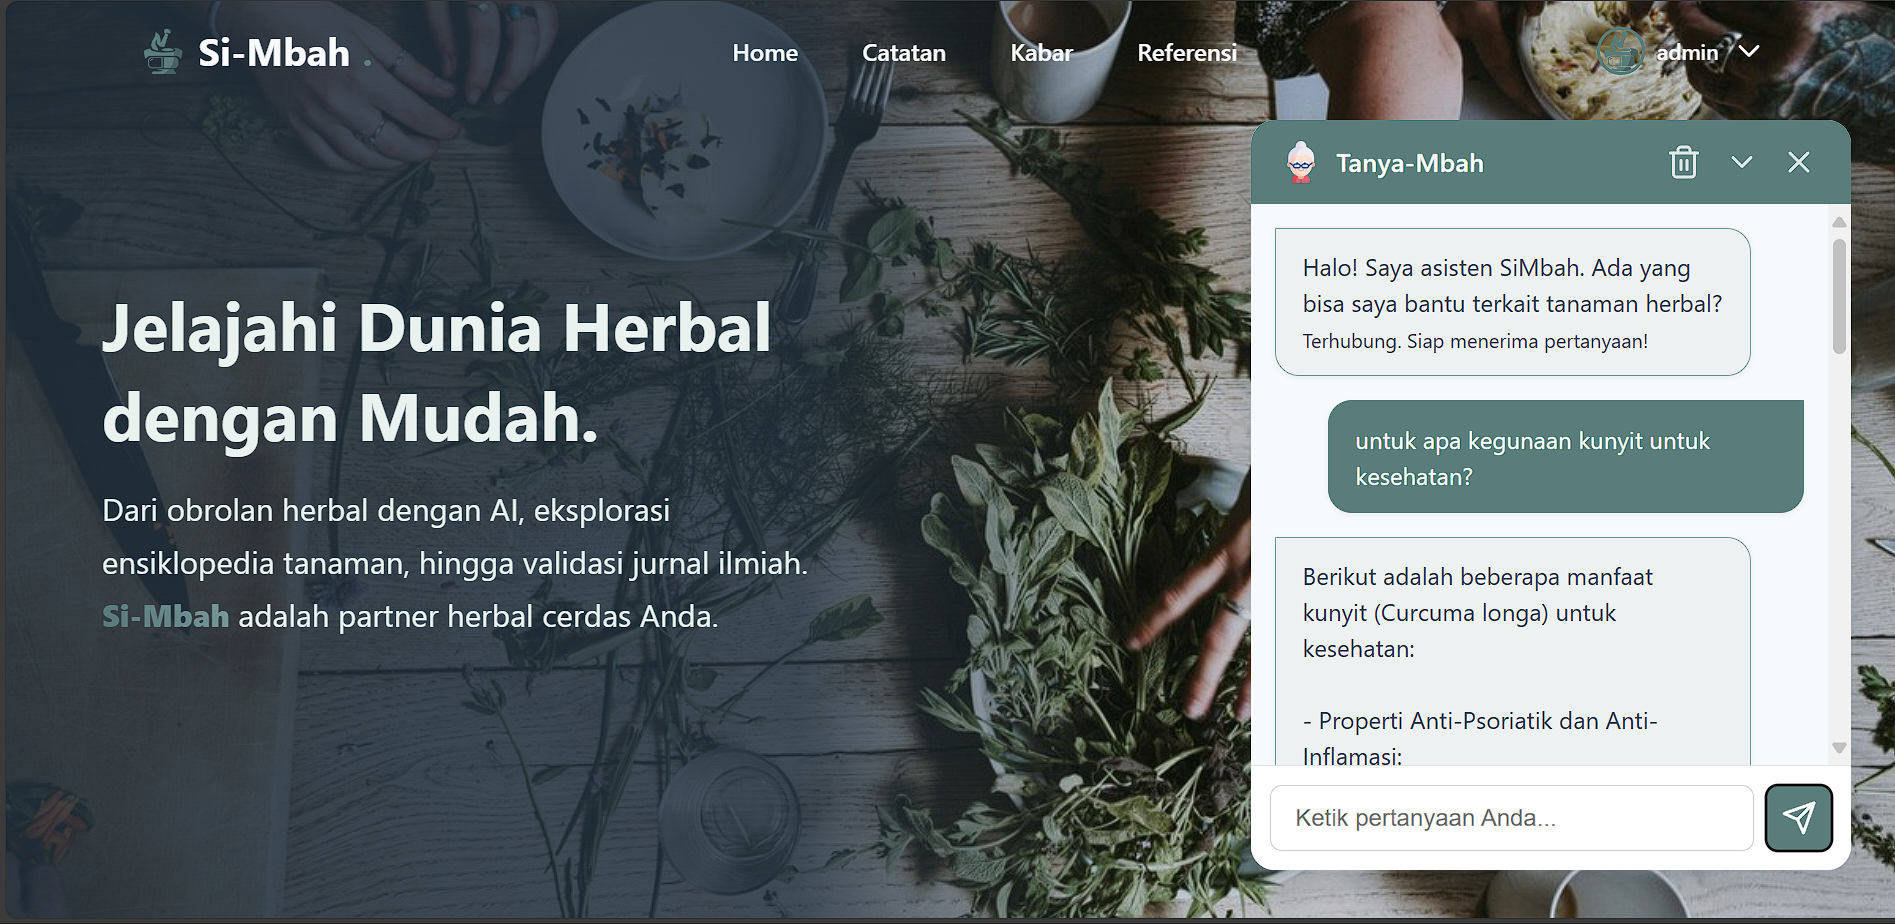 Si-Mbah .
Home
Catatan
Kabar
Referensi
admin
Jelajahi Dunia Herbal
dengan Mudah.
Dari obrolan herbal dengan AI, eksplorasi
ensiklopedia tanaman, hingga validasi jurnal ilmiah.
Si-Mbah adalah partner herbal cerdas Anda.
Tanya-Mbah
Halo! Saya asisten SiMbah. Ada yang
bisa saya bantu terkait tanaman herbal?
Terhubung. Siap menerima pertanyaan!
untuk apa kegunaan kunyit untuk
kesehatan?
Berikut adalah beberapa manfaat
kunyit (Curcuma longa) untuk
kesehatan:
- Properti Anti-Psoriatik dan Anti-
Inflamasi:
Ketik pertanyaan Anda...